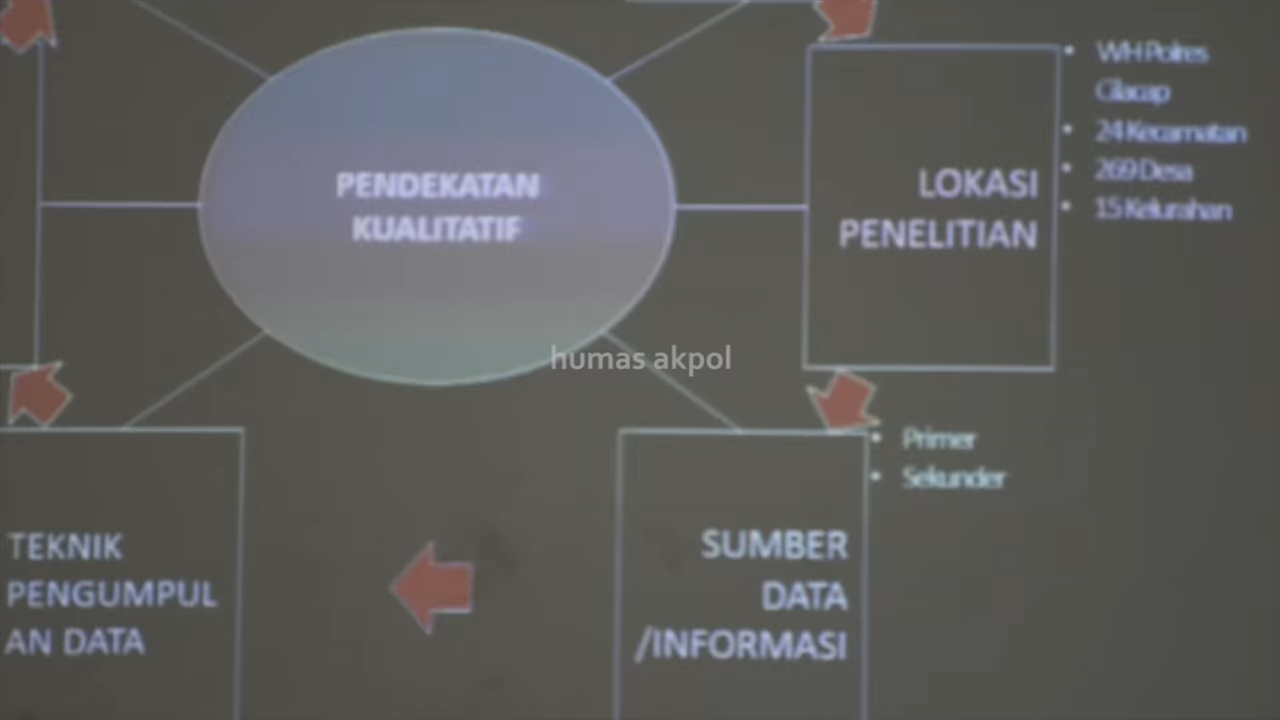 PENDEKATAN
KUALITATIF
LOKASI
PENELITIAN
• WH Polres
Cilacap
• 24 Kecamatan
• 269 Desa
• 15 Kelurahan
humas akpol
• Primer
• Sekunder
SUMBER
DATA
/INFORMASI
TEKNIK
PENGUMPUL
AN DATA